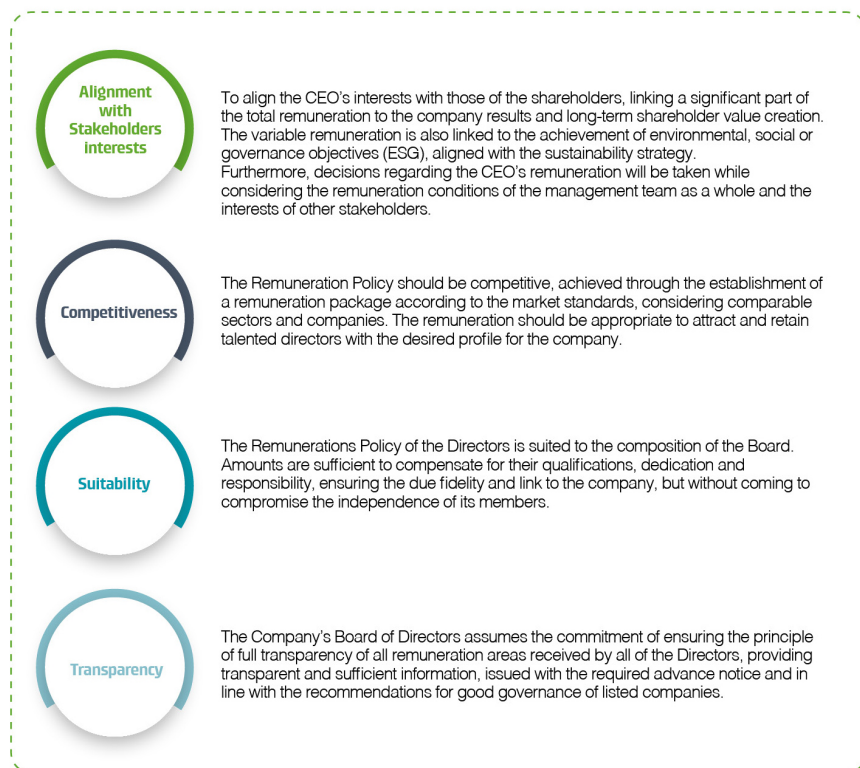 Alignment
with
Stakeholders
interests
To align the CEO's interests with those of the shareholders, linking a significant part of
the total remuneration to the company results and long-term shareholder value creation.
The variable remuneration is also linked to the achievement of environmental, social or
governance objectives (ESG), aligned with the sustainability strategy.
Furthermore, decisions regarding the CEO's remuneration will be taken while
considering the remuneration conditions of the management team as a whole and the
interests of other stakeholders.
Competitiveness
The Remuneration Policy should be competitive, achieved through the establishment of
a remuneration package according to the market standards, considering comparable
sectors and companies. The remuneration should be appropriate to attract and retain
talented directors with the desired profile for the company.
Suitability
The Remunerations Policy of the Directors is suited to the composition of the Board.
Amounts are sufficient to compensate for their qualifications, dedication and
responsibility, ensuring the due fidelity and link to the company, but without coming to
compromise the independence of its members.
Transparency
The Company's Board of Directors assumes the commitment of ensuring the principle
of full transparency of all remuneration areas received by all of the Directors, providing
transparent and sufficient information, issued with the required advance notice and in
line with the recommendations for good governance of listed companies.